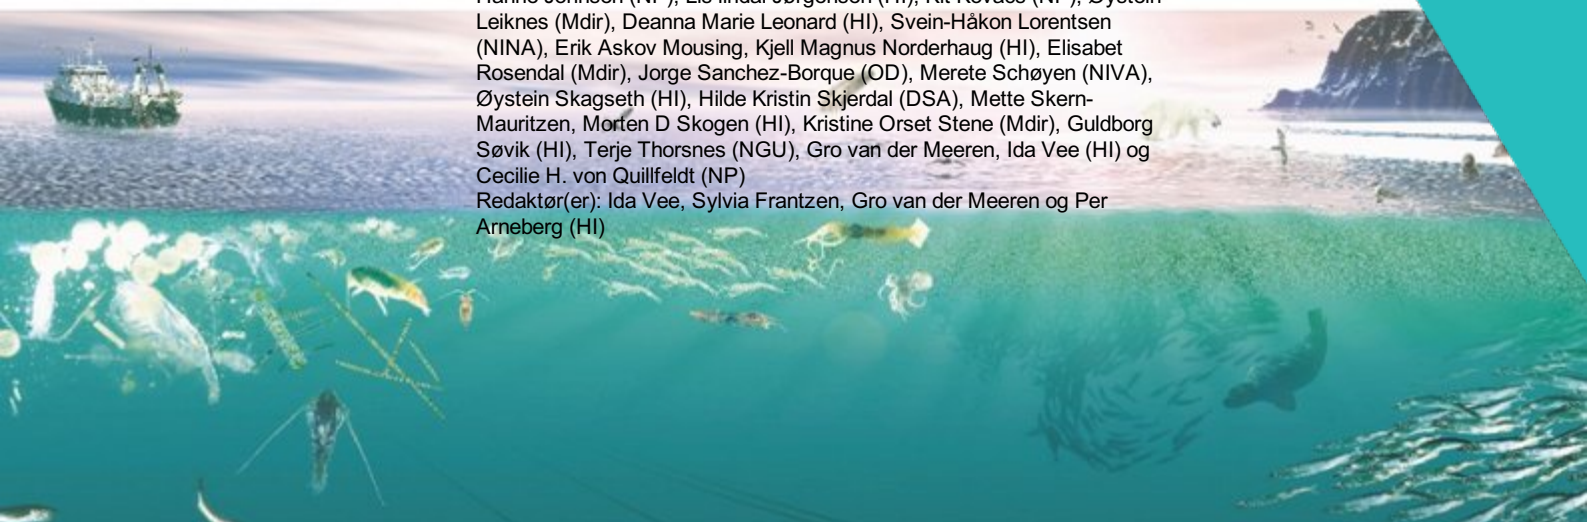 Leiknes (Mdir), Deanna Marie Leonard (HI), Svein-Håkon Lorentsen
(NINA), Erik Askov Mousing, Kjell Magnus Norderhaug (HI), Elisabet
Rosendal (Mdir), Jorge Sanchez-Borque (OD), Merete Schøyen (NIVA),
Øystein Skagseth (HI), Hilde Kristin Skjerdal (DSA), Mette Skern-
Mauritzen, Morten D Skogen (HI), Kristine Orset Stene (Mdir), Guldborg
Søvik (HI), Terje Thorsnes (NGU), Gro van der Meeren, Ida Vee (HI) og
Cecilie H. von Quillfeldt (NP)
Redaktør(er): Ida Vee, Sylvia Frantzen, Gro van der Meeren og Per
Arneberg (HI)